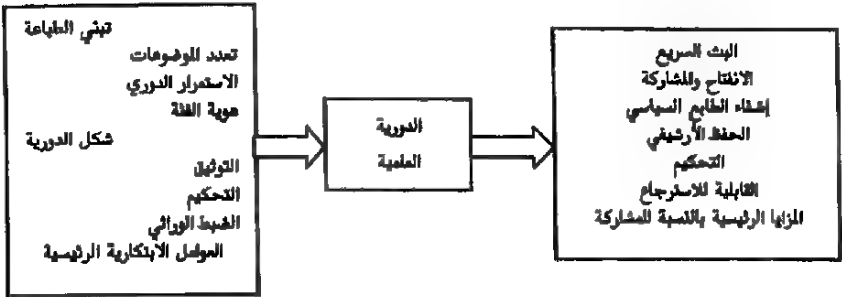 تبني الطباعة
تعدد الموضوعات
الاستمرار الدوري
هوية الفئة
شكل الدورية
التوثيق
التحكيم
الضبط الوراثي
العوامل الابتكارية الرئيسية
الدورية
العلمية
البث السريع
الانفتاح والمشاركة
إضفاء الطابع السياسي
الحفظ الأرشيفي
التحكيم
القابلية للاسترجاع
المزايا الرئيسية بالنسبة للمشاركة